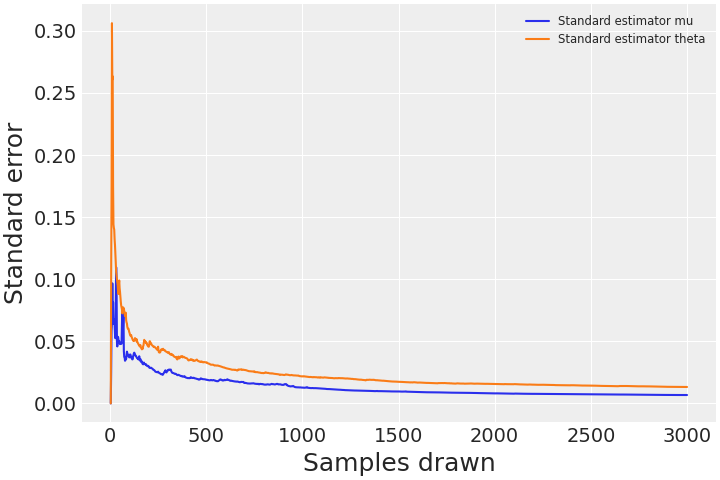 Standard estimator mu
Standard estimator theta
0.30
0.25
0.20
0.15
0.10
0.05
0.00
Standard error
0 500 1000 1500 2000 2500 3000
Samples drawn